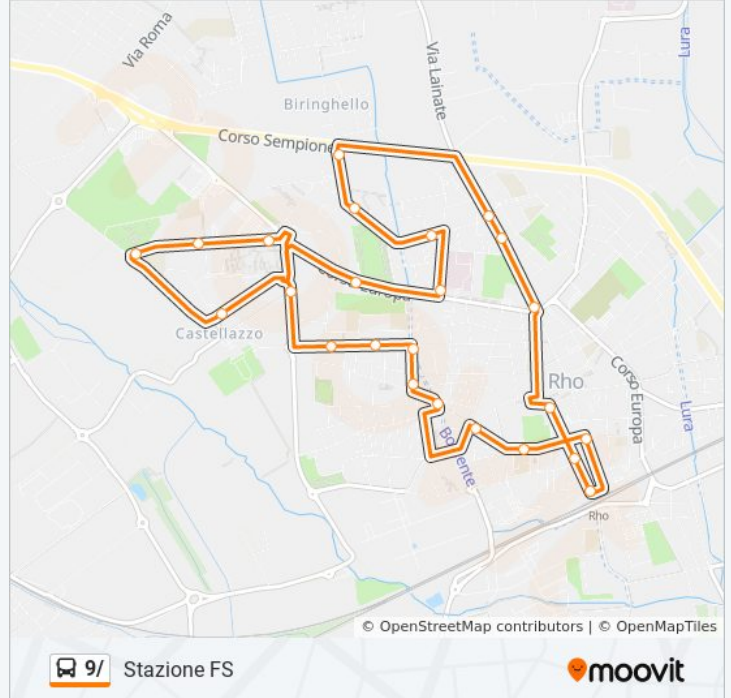 Via Roma
Via Lainate
Lura
Biringhello
Corso Sempione
Corso Europa
Castellazzo
Rho
Corso Europa
Lura
Bozzente
Rho
© OpenStreetMap contributors | © OpenMapTiles
9/ Stazione FS
moovit